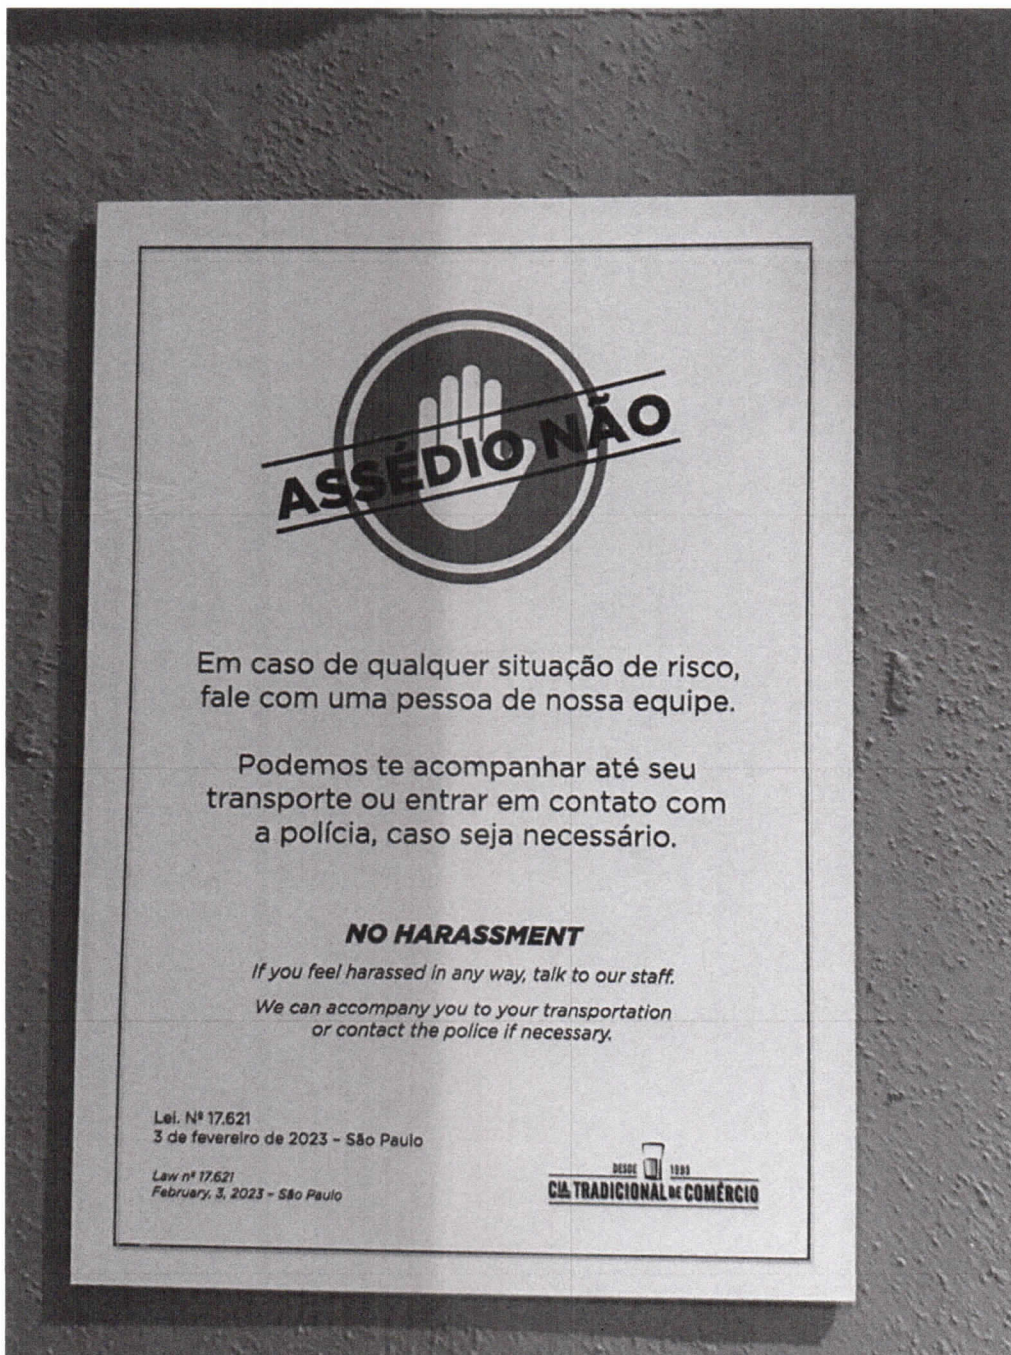 ASSÉDIO NÃO
Em caso de qualquer situação de risco,
fale com uma pessoa de nossa equipe.
Podemos te acompanhar até seu
transporte ou entrar em contato com
a polícia, caso seja necessário.
NO HARASSMENT
If you feel harassed in any way, talk to our staff.
We can accompany you to your transportation
or contact the police if necessary.
Lei. Nº 17.621
3 de fevereiro de 2023 – São Paulo
Law nº 17.621
February, 3, 2023 – São Paulo
DESDE 1995
CIA. TRADICIONAL DE COMÉRCIO